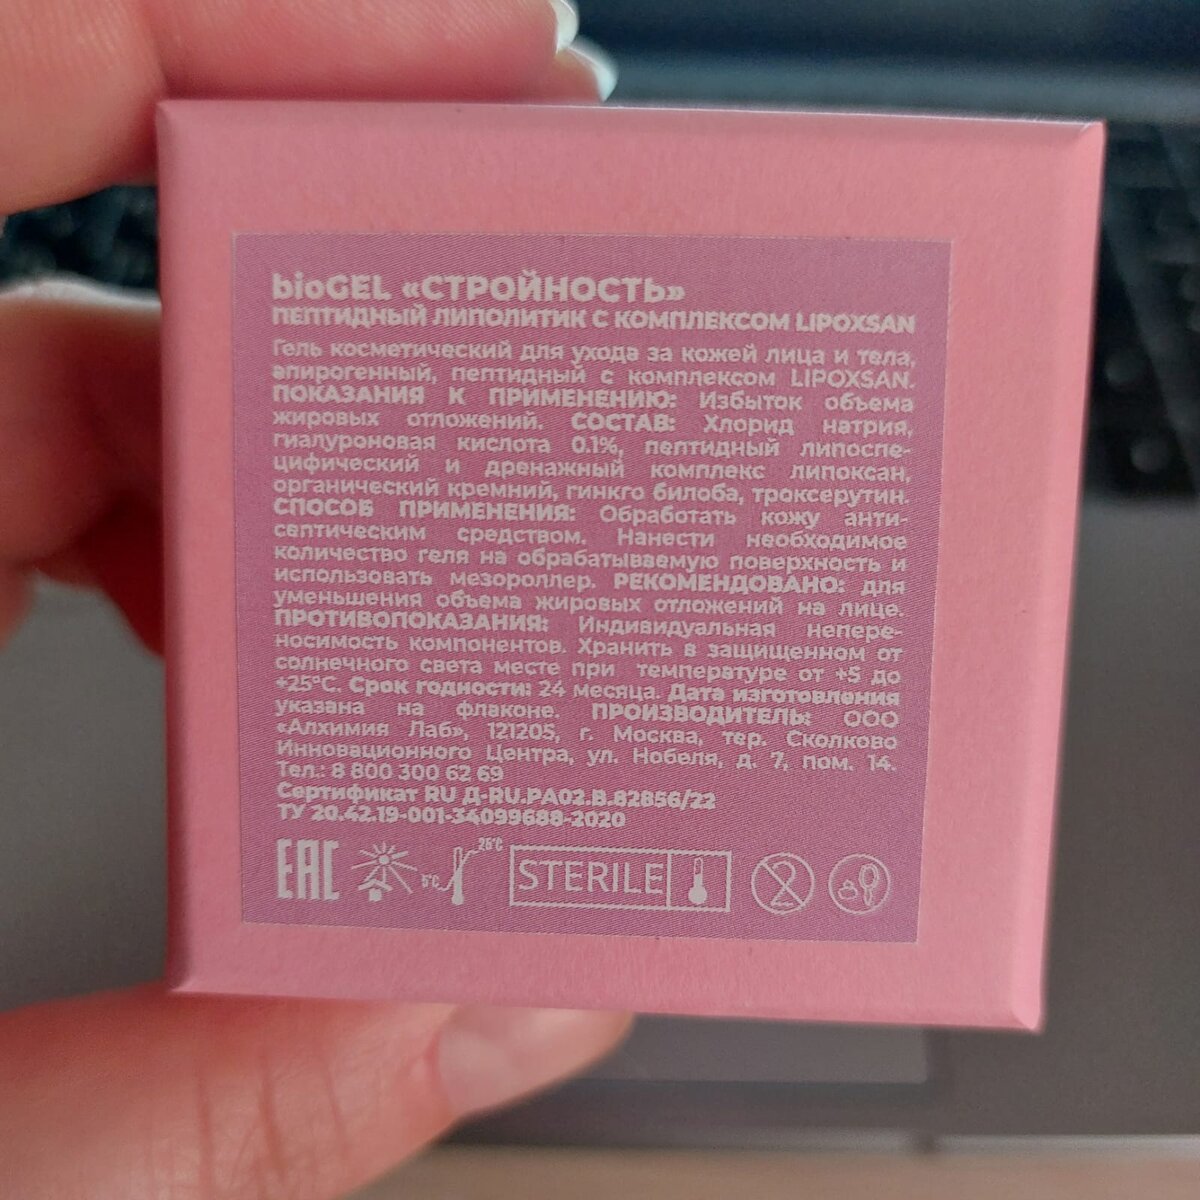 bioGEL «СТРОЙНОСТЬ»
ПЕПТИДНЫЙ ЛИПОЛИТИК С КОМПЛЕКСОМ LIPOXSAN
Гель косметический для ухода за кожей лица и тела,
апирогенный, пептидный с комплексом LIPOXSAN.
ПОКАЗАНИЯ К ПРИМЕНЕНИЮ: Избыток объема
жировых отложений. СОСТАВ: Хлорид натрия,
гиалуроновая кислота 0.1%, пептидный липоспе-
цифический и дренажный комплекс липоксан,
органический кремний, гинкго билоба, троксерутин.
СПОСОБ ПРИМЕНЕНИЯ: Обработать кожу анти-
септическим средством. Нанести необходимое
количество геля на обрабатываемую поверхность и
использовать мезороллер. РЕКОМЕНДОВАНО: для
уменьшения объема жировых отложений на лице.
ПРОТИВОПОКАЗАНИЯ: Индивидуальная непере-
носимость компонентов. Хранить в защищенном от
солнечного света месте при температуре от +5 до
+25°C. Срок годности: 24 месяца. Дата изготовления
указана на флаконе. ПРОИЗВОДИТЕЛЬ: ООО
«Алхимия Лаб», 121205, г. Москва, тер. Сколково
Инновационного Центра, ул. Нобеля, д. 7, пом. 14.
Тел.: 8 800 300 62 69
Сертификат RU Д-RU.РА02.В.82856/22
ТУ 20.42.19-001-34099688-2020
EAC 5°C 25°C STERILE 2